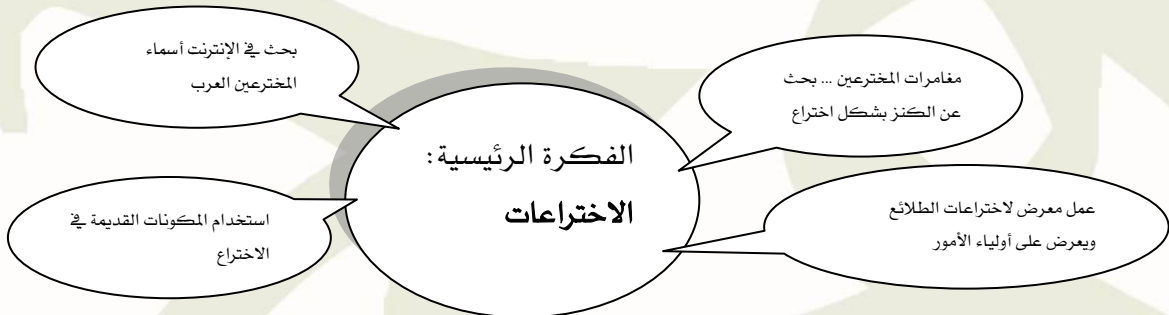 بحث في الإنترنت أسماء
المخترعين العرب
مغامرات المخترعين ... بحث
عن الكنز بشكل اختراع
الفكرة الرئيسية:
الاختراعات
استخدام المكونات القديمة في
الاختراع
عمل معرض لاختراعات الطلائع
ويعرض على أولياء الأمور